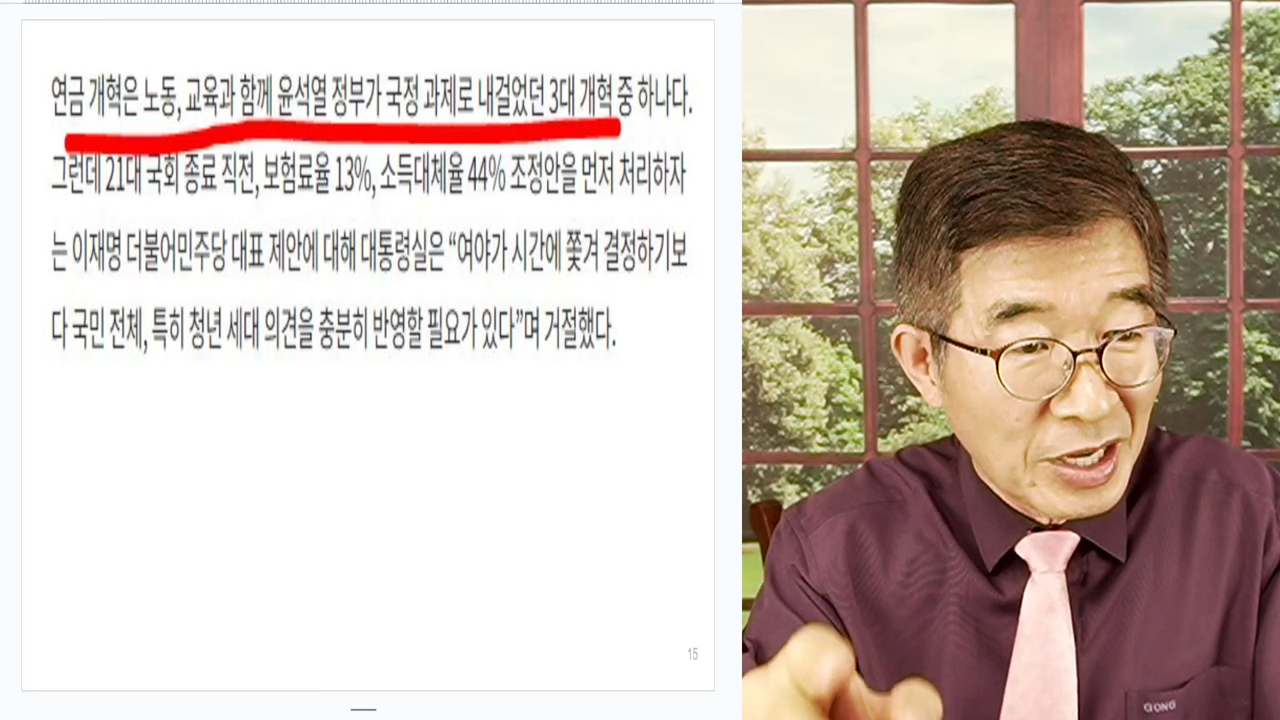 연금 개혁은 노동, 교육과 함께 윤석열 정부가 국정 과제로 내걸었던 3대 개혁 중 하나다.
그런데 21대 국회 종료 직전, 보험료율 13%, 소득대체율 44% 조정안을 먼저 처리하자
는 이재명 더불어민주당 대표 제안에 대해 대통령실은 “여야가 시간에 쫓겨 결정하기보
다 국민 전체, 특히 청년 세대 의견을 충분히 반영할 필요가 있다”며 거절했다.
15
GONG